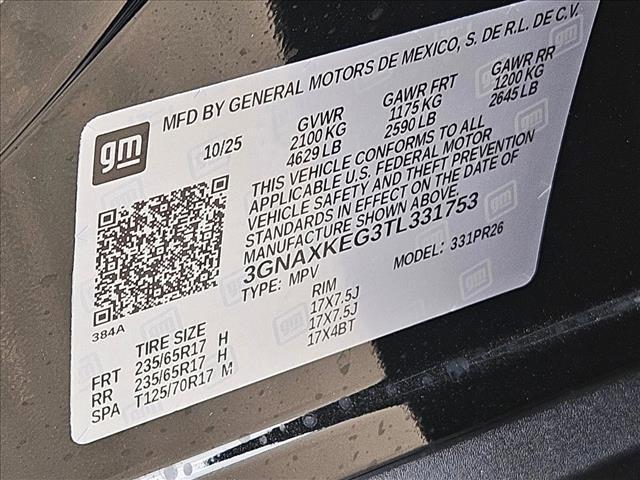 MFD BY GENERAL MOTORS DE MEXICO, S. DE R.L. DE C.V.
gm
10/25
GVWR
2100 KG
4629 LB
GAWR FRT
1175 KG
2590 LB
GAWR RR
1200 KG
2645 LB
THIS VEHICLE CONFORMS TO ALL
APPLICABLE U.S. FEDERAL MOTOR
VEHICLE SAFETY AND THEFT PREVENTION
STANDARDS IN EFFECT ON THE DATE OF
MANUFACTURE SHOWN ABOVE.
3GNAXKEG3TL331753
TYPE: MPV
MODEL: 331PR26
384A
TIRE SIZE
RIM
FRT 235/65R17 H 17X7.5J
RR 235/65R17 H 17X7.5J
SPA T125/70R17 M 17X4BT